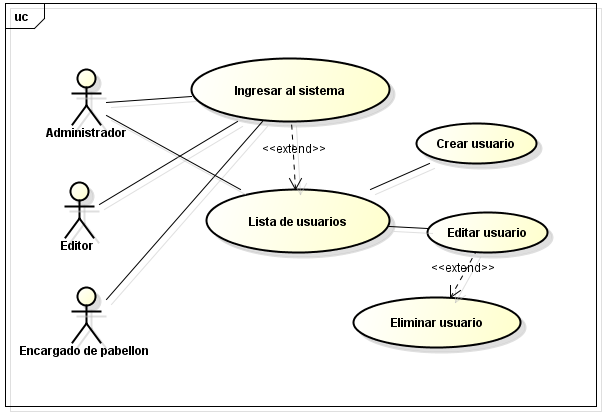 uc
Ingresar al sistema
Administrador
<<extend>>
Crear usuario
Lista de usuarios
Editor
Editar usuario
<<extend>>
Eliminar usuario
Encargado de pabellon